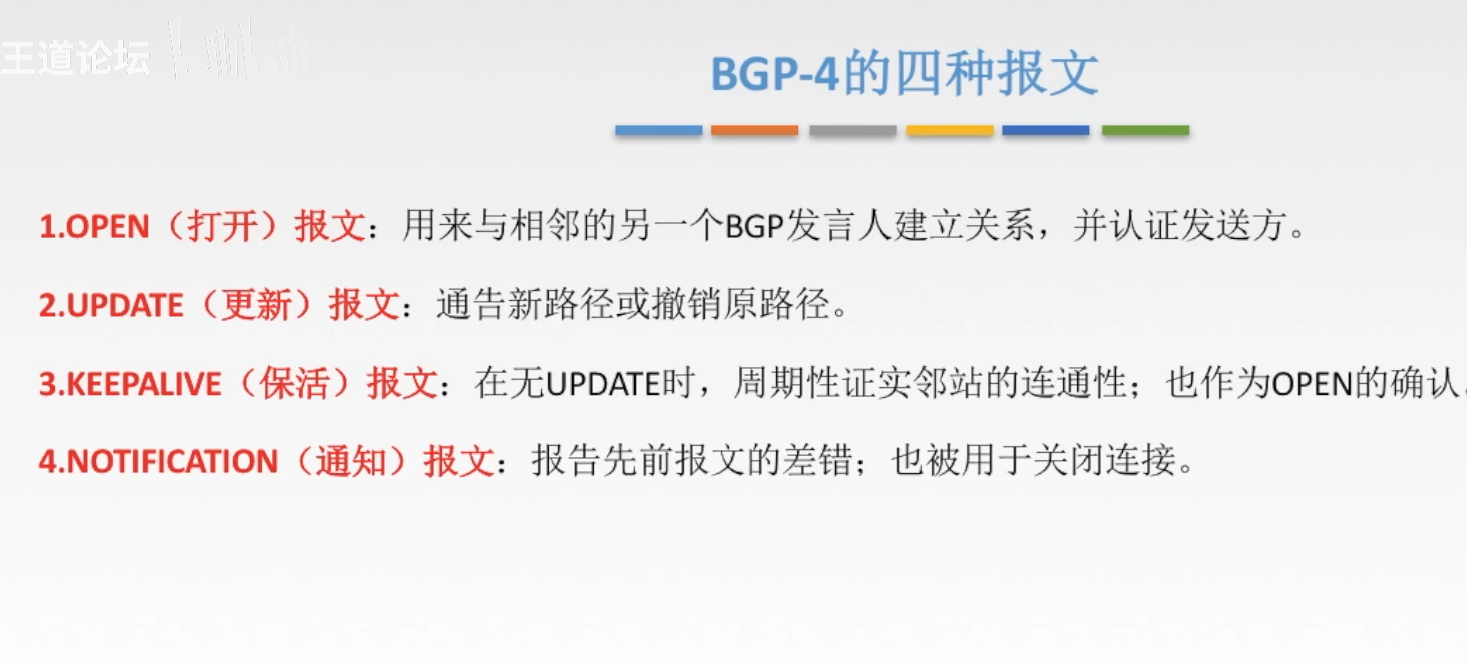 王道论坛
BGP-4的四种报文
1.OPEN（打开）报文：用来与相邻的另一个BGP发言人建立关系，并认证发送方。
2.UPDATE（更新）报文：通告新路径或撤销原路径。
3.KEEPALIVE（保活）报文：在无UPDATE时，周期性证实邻站的连通性；也作为OPEN的确认
4.NOTIFICATION（通知）报文：报告先前报文的差错；也被用于关闭连接。